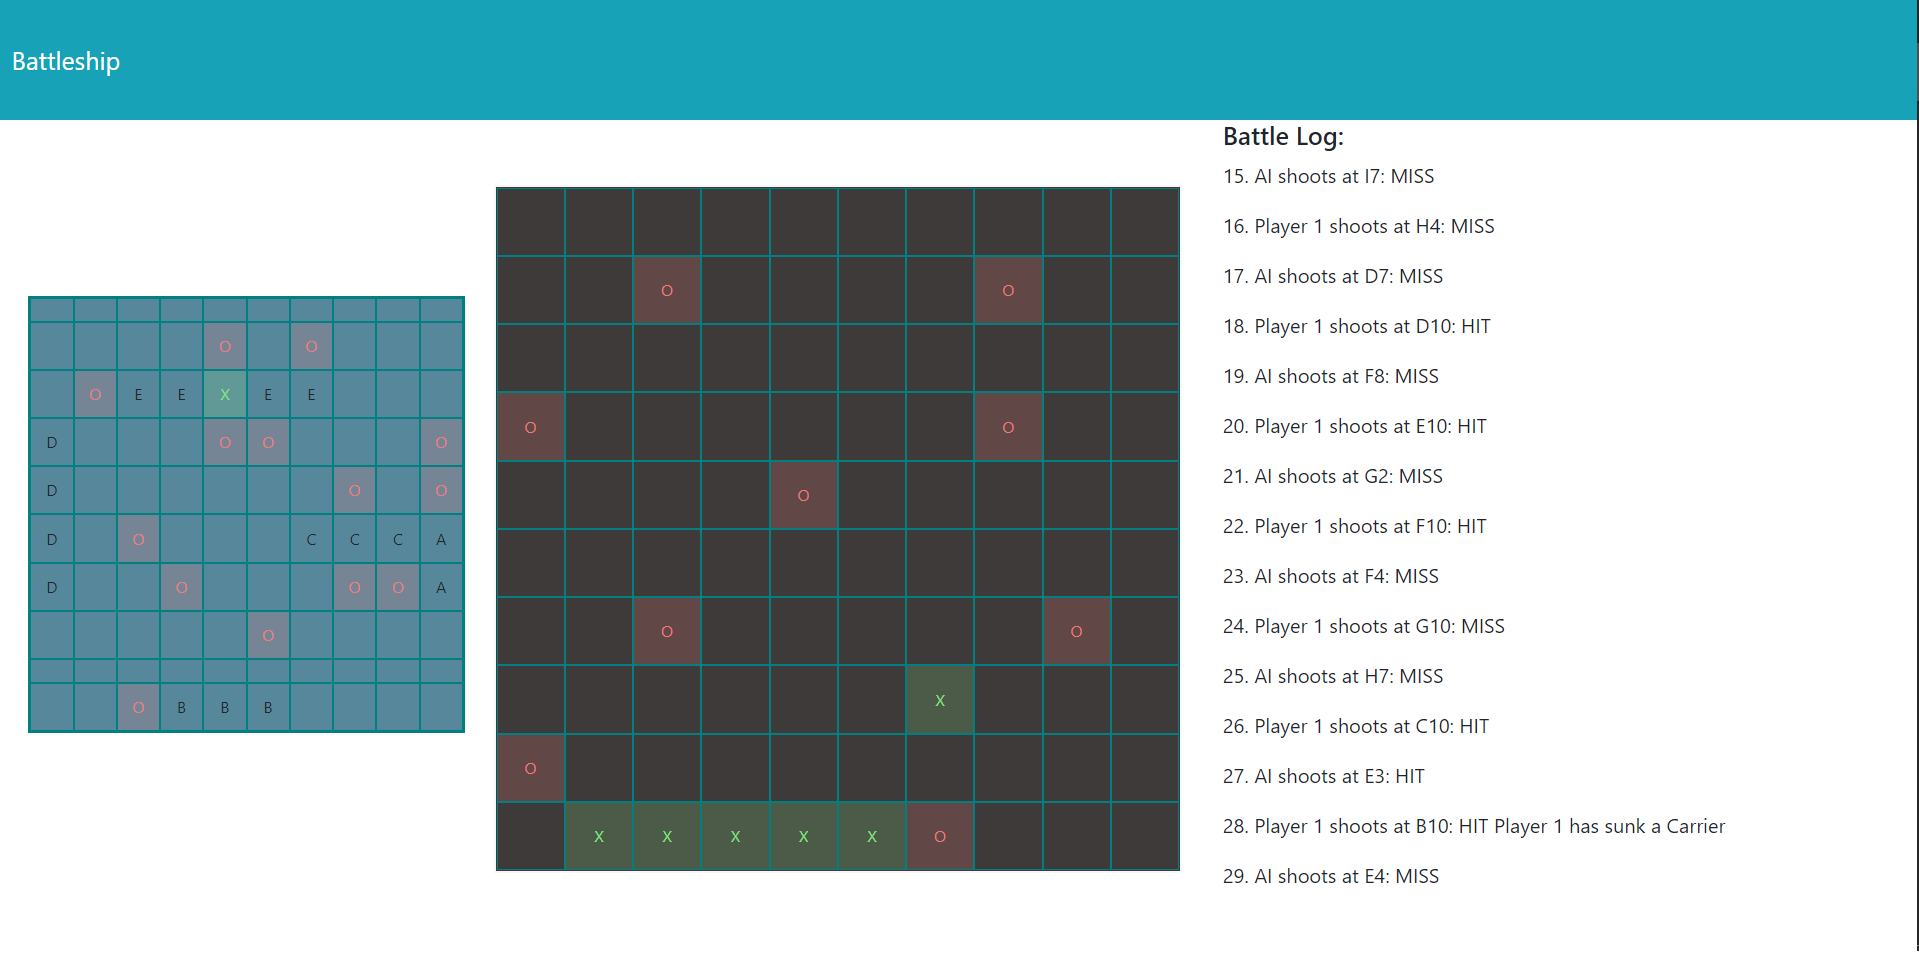 Battleship
O O
O E E X E E
D O O O
D O O
D O C C C A
D O O O A
O
O B B B
O O
O O
O
O O
X
O
X X X X X O
Battle Log:
15. AI shoots at I7: MISS
16. Player 1 shoots at H4: MISS
17. AI shoots at D7: MISS
18. Player 1 shoots at D10: HIT
19. AI shoots at F8: MISS
20. Player 1 shoots at E10: HIT
21. AI shoots at G2: MISS
22. Player 1 shoots at F10: HIT
23. AI shoots at F4: MISS
24. Player 1 shoots at G10: MISS
25. AI shoots at H7: MISS
26. Player 1 shoots at C10: HIT
27. AI shoots at E3: HIT
28. Player 1 shoots at B10: HIT Player 1 has sunk a Carrier
29. AI shoots at E4: MISS